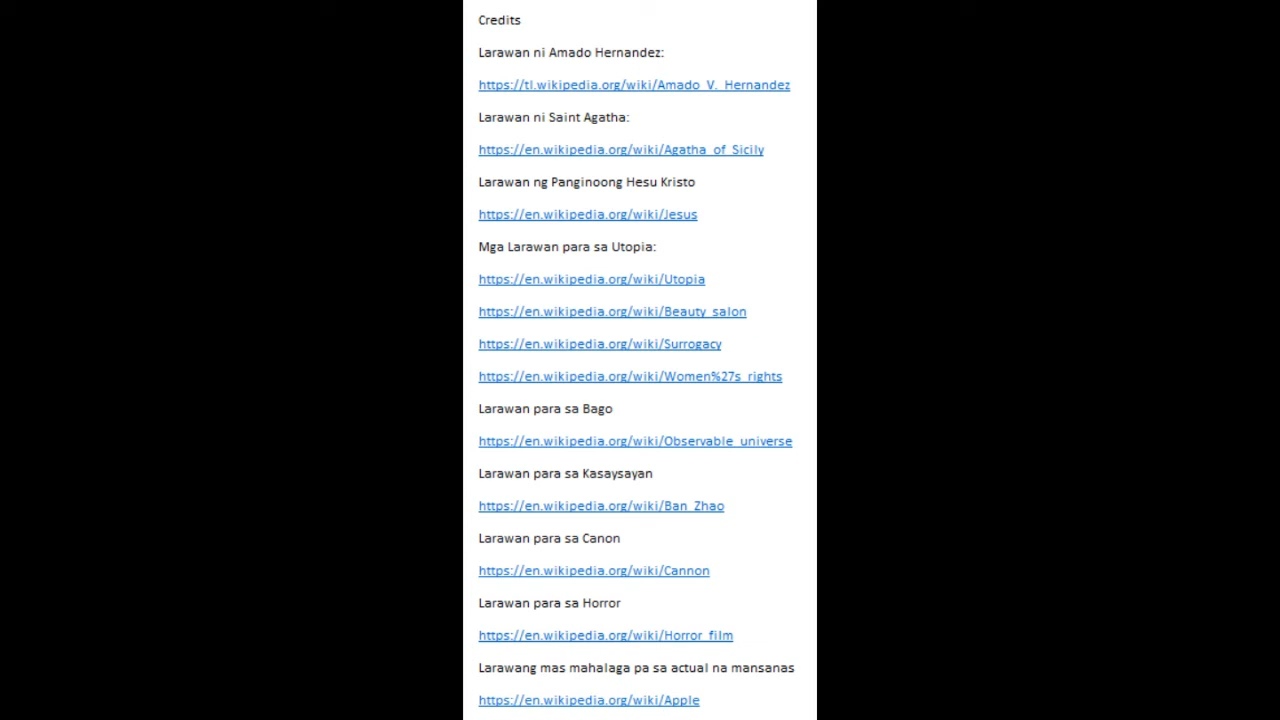 Credits
Larawan ni Amado Hernandez:
https://tl.wikipedia.org/wiki/Amado_V._Hernandez
Larawan ni Saint Agatha:
https://en.wikipedia.org/wiki/Agatha_of_Sicily
Larawan ng Panginoong Hesu Kristo
https://en.wikipedia.org/wiki/Jesus
Mga Larawan para sa Utopia:
https://en.wikipedia.org/wiki/Utopia
https://en.wikipedia.org/wiki/Beauty_salon
https://en.wikipedia.org/wiki/Surrogacy
https://en.wikipedia.org/wiki/Women%27s_rights
Larawan para sa Bago
https://en.wikipedia.org/wiki/Observable_universe
Larawan para sa Kasaysayan
https://en.wikipedia.org/wiki/Ban_Zhao
Larawan para sa Canon
https://en.wikipedia.org/wiki/Cannon
Larawan para sa Horror
https://en.wikipedia.org/wiki/Horror_film
Larawang mas mahalaga pa sa actual na mansanas
https://en.wikipedia.org/wiki/Apple